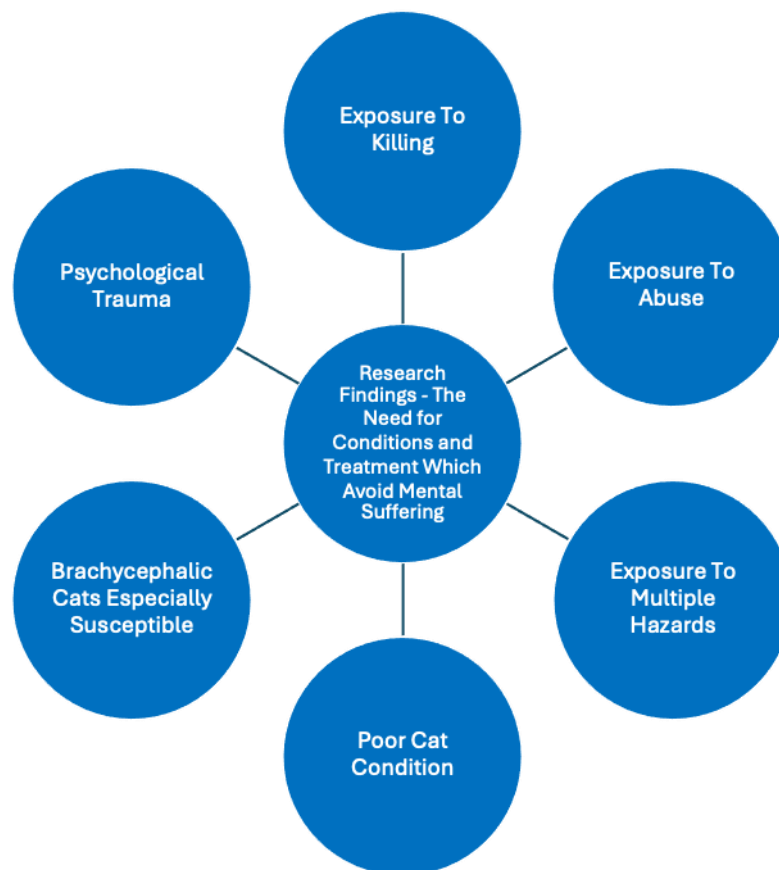 Exposure To
Killing
Psychological
Trauma
Exposure To
Abuse
Research
Findings - The
Need for
Conditions and
Treatment Which
Avoid Mental
Suffering
Brachycephalic
Cats Especially
Susceptible
Exposure To
Multiple
Hazards
Poor Cat
Condition